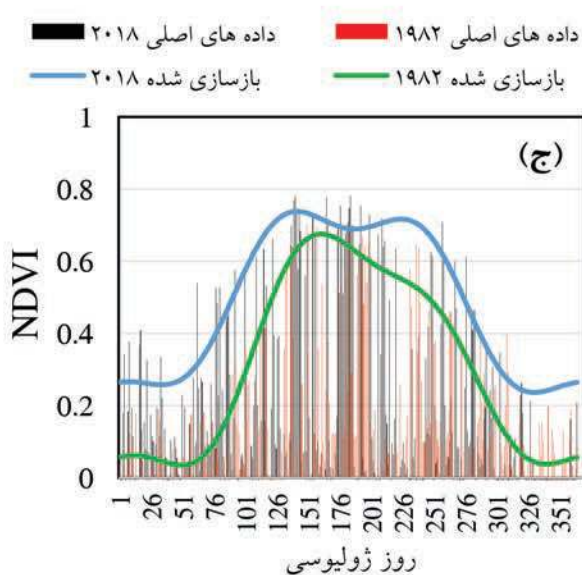 داده های اصلی ۱۹۸۲ داده های اصلی ۲۰۱۸
بازسازی شده ۱۹۸۲ بازسازی شده ۲۰۱۸
1
0.8
0.6
0.4
0.2
0
NDVI
(ج)
1 26 51 76 101 126 151 176 201 226 251 276 301 326 351
روز ژولیوسی